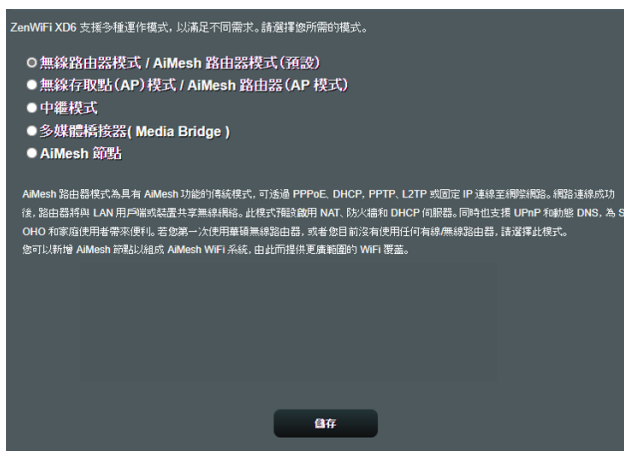 ZenWiFi XD6 支援多種運作模式, 以滿足不同需求。請選擇您所需的模式。
無線路由器模式 / AiMesh 路由器模式(預設)
無線存取點(AP)模式 / AiMesh 路由器(AP 模式)
中繼模式
多媒體橋接器( Media Bridge )
AiMesh 節點
AiMesh 路由器模式為具有 AiMesh 功能的傳統模式, 可透過 PPPoE, DHCP, PPTP, L2TP 或固定 IP 連線至網際網路。網路連線成功
後, 路由器將與 LAN 用戶端或裝置共享無線網絡。此模式預設啟用 NAT、防火牆和 DHCP 伺服器。同時也支援 UPnP 和動態 DNS, 為 S
OHO 和家庭使用者帶來便利。若您第一次使用華碩無線路由器, 或者您目前沒有使用任何有線/無線路由器, 請選擇此模式。
您可以新增 AiMesh 節點以組成 AiMesh WiFi 系統, 由此而提供更廣範圍的 WiFi 覆蓋。
儲存